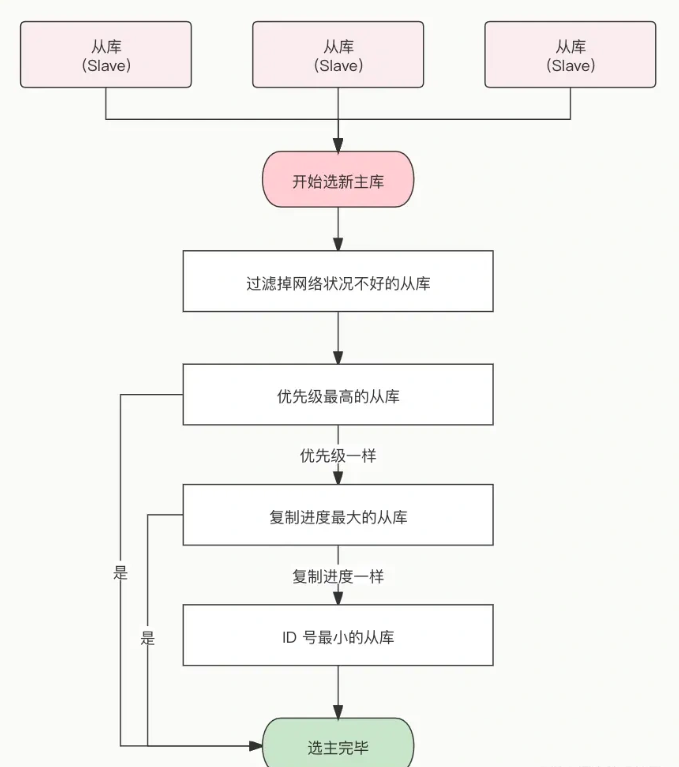 从库
（Slave）
从库
（Slave）
从库
（Slave）
开始选新主库
过滤掉网络状况不好的从库
优先级最高的从库
优先级一样
复制进度最大的从库
是
复制进度一样
是
ID 号最小的从库
选主完毕